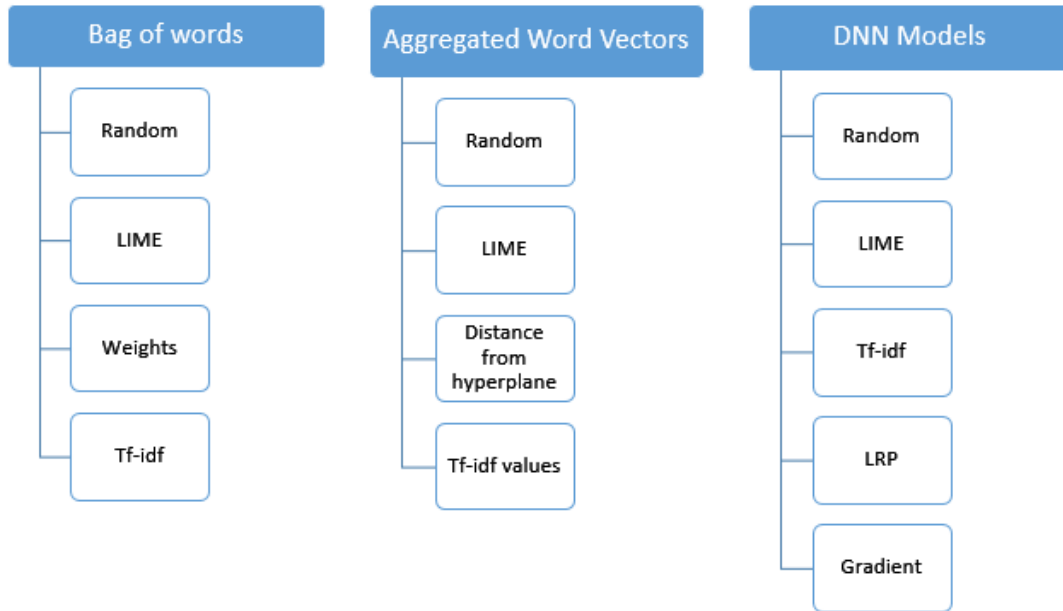 Bag of words
Random
LIME
Weights
Tf-idf
Aggregated Word Vectors
Random
LIME
Distance
from
hyperplane
Tf-idf values
DNN Models
Random
LIME
Tf-idf
LRP
Gradient